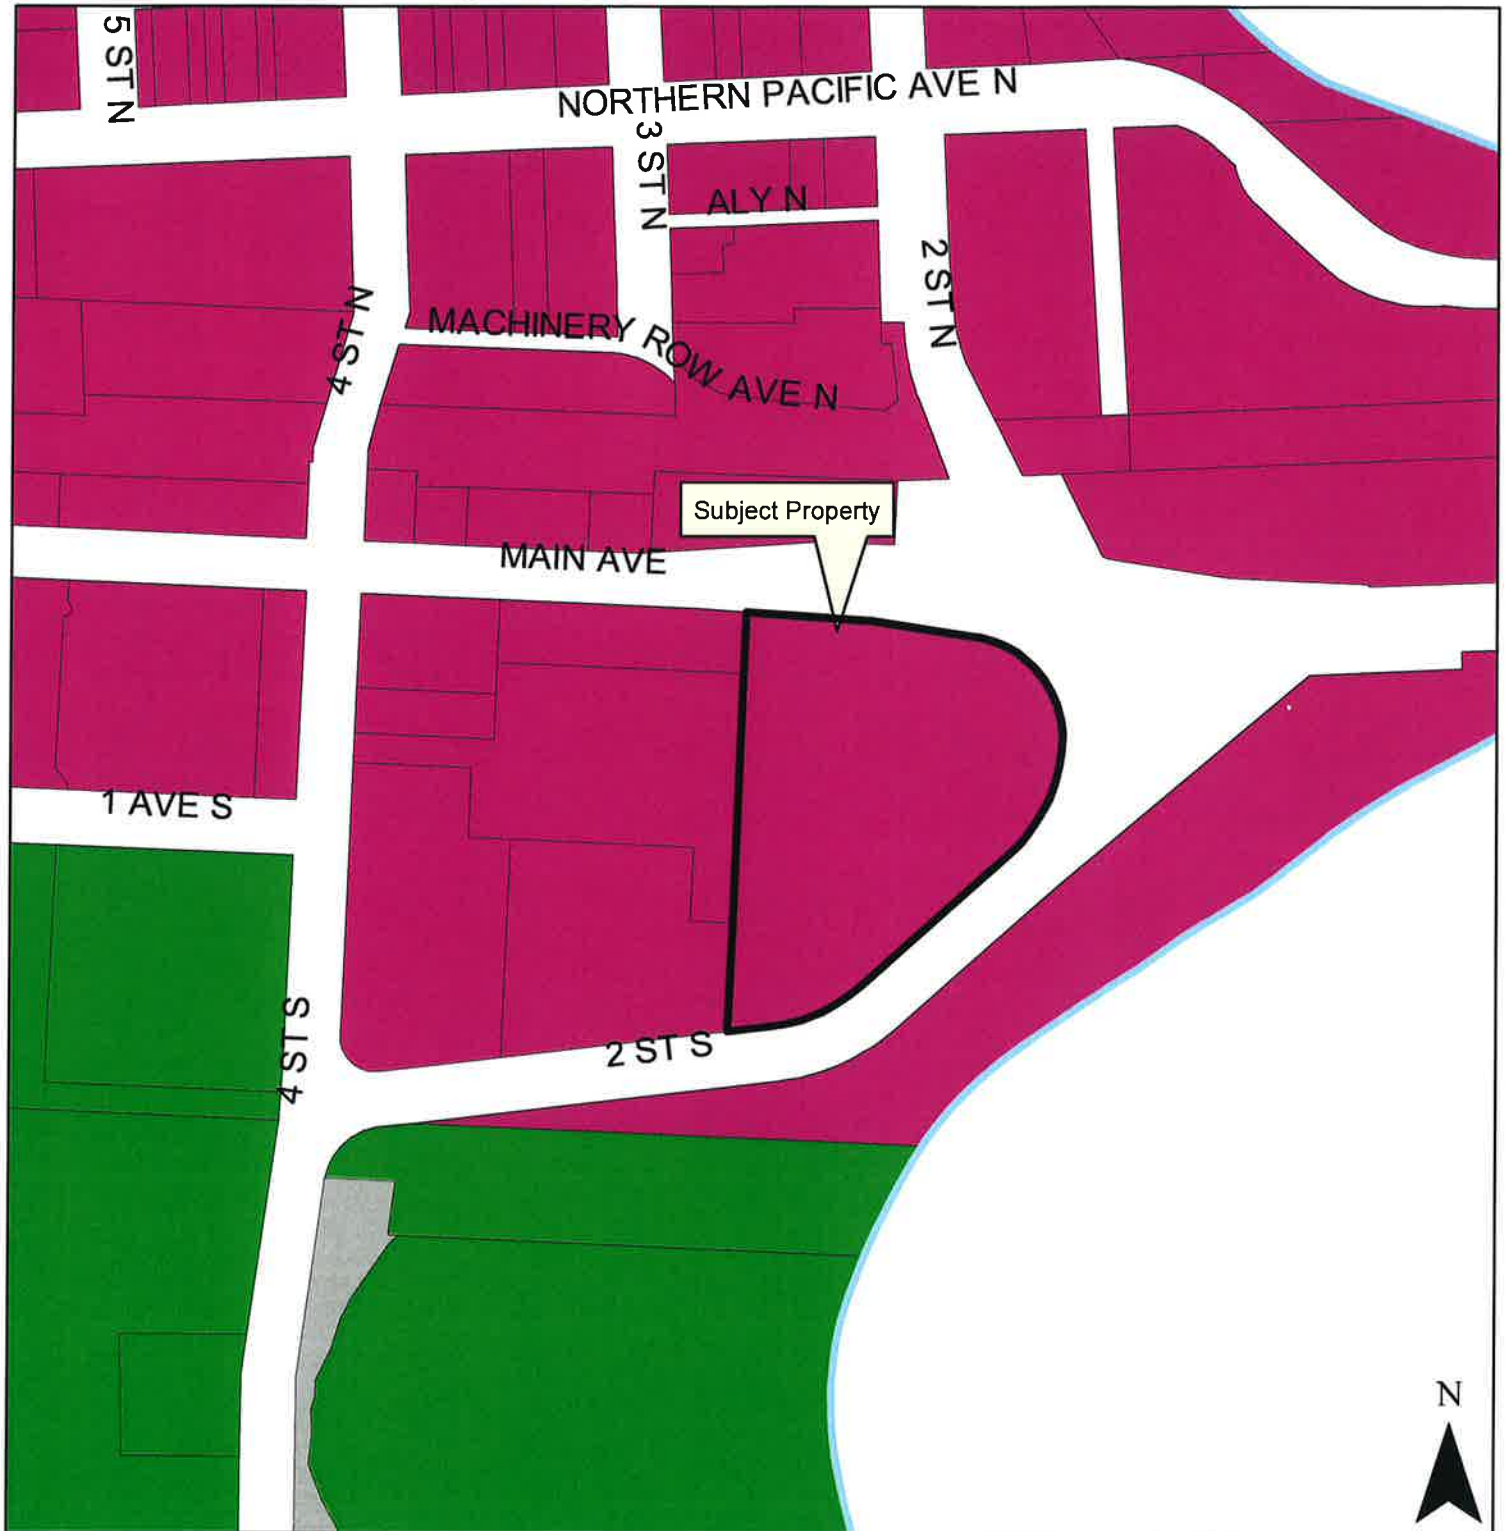 5 ST N
NORTHERN PACIFIC AVE N
3 ST N
ALY N
2 ST N
4 ST N
MACHINERY ROW AVE N
Subject Property
MAIN AVE
1 AVE S
4 ST S
2 ST S
N